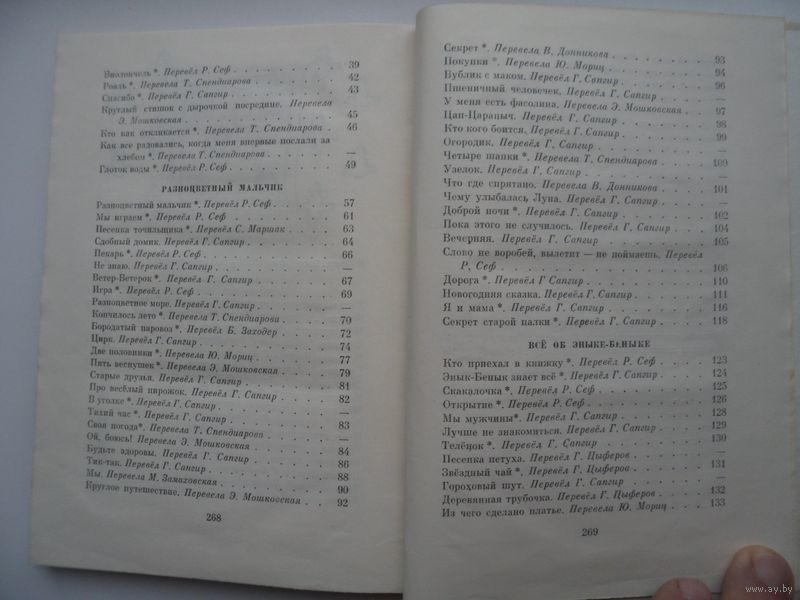 Виолончель *. Перевёл Р. Сеф . . . . . . . . 39
Рояль *. Перевела Т. Спендиарова . . . . . . . 42
Спасибо *. Перевёл Г. Сапгир . . . . . . . . 43
Круглый стишок с дырочкой посредине. Перевела
Э. Мошковская . . . . . . . . 45
Кто как откликается *. Перевела Т. Спендиарова . 46
Как все радовались, когда меня впервые послали за
хлебом *. Перевела Т. Спендиарова . . . . . —
Глоток воды *. Перевёл Р. Сеф . . . . . . . 49
РАЗНОЦВЕТНЫЙ МАЛЬЧИК
Разноцветный мальчик *. Перевёл Р. Сеф . . . . 57
Мы играем *. Перевёл Р. Сеф . . . . . . . 61
Песенка точильщика *. Перевёл С. Маршак . . . 63
Сдобный домик. Перевёл Г. Сапгир . . . . . . 64
Пекарь *. Перевёл Р. Сеф . . . . . . . . 66
Не знаю. Перевёл Г. Сапгир . . . . . . . . —
Ветер-Ветерок *. Перевёл Г. Сапгир . . . . . 67
Игра *. Перевёл Р. Сеф . . . . . . . . 69
Разноцветное море. Перевёл Г. Сапгир . . . . . —
Кончилось лето *. Перевела Т. Спендиарова . . . 70
Бородатый паровоз *. Перевёл Б. Заходер . . . . 72
Цирк. Перевёл Г. Сапгир . . . . . . . . 74
Две половинки *. Перевела Ю. Мориц . . . . . 77
Пять веснушек *. Перевела Э. Мошковская . . . . 79
Старые друзья. Перевёл Г. Сапгир . . . . . . —
Про весёлый пирожок. Перевёл Г. Сапгир . . . . 81
В уголке *. Перевёл Г. Сапгир . . . . . . . 82
Тихий час *. Перевёл Г. Сапгир . . . . . . . —
Своя погода *. Перевела Т. Спендиарова . . . . 83
Ой, боюсь! Перевела Э. Мошковская . . . . . . —
Будьте здоровы. Перевёл Г. Сапгир . . . . . . 84
Тик-так. Перевёл Г. Сапгир . . . . . . . . 86
Мы. Перевела М. Замаховская . . . . . . . 88
Круглое путешествие. Перевела Э. Мошковская . . 90
92
268
Секрет *. Перевела В. Донникова . . . . . . 93
Покупки *. Перевела Ю. Мориц . . . . . . . 94
Бублик с маком. Перевёл Г. Сапгир . . . . . . 96
Пшеничный человечек. Перевёл Г. Сапгир . . . . —
У меня есть фасолина. Перевела Э. Мошковская . . 97
Цап-Царапыч. Перевёл Г. Сапгир . . . . . . 98
Кто кого боится. Перевёл Г. Сапгир . . . . . . 99
Огородик. Перевёл Г. Сапгир . . . . . . . —
Четыре шапки *. Перевела Т. Спендиарова . . . . 100
Узелок. Перевёл Г. Сапгир . . . . . . . . —
Что где спрятано. Перевела В. Донникова . . . . 101
Чему улыбалась Луна. Перевёл Г. Сапгир . . . . —
Доброй ночи *. Перевёл Г. Сапгир . . . . . . 102
Пока этого не случилось. Перевёл Г. Сапгир . . . 104
Вечерняя. Перевёл Г. Сапгир . . . . . . . 105
Слово не воробей, вылетит — не поймаешь. Перевёл
Р. Сеф . . . . . . . . . . 106
Дорога *. Перевёл Г Сапгир . . . . . . . 110
Новогодняя сказка. Перевёл Г. Сапгир . . . . . 111
Я и мама *. Перевёл Г. Сапгир . . . . . . . 116
Секрет старой палки *. Перевёл Г. Сапгир . . . . 118
ВСЁ ОБ ЭНЫКЕ-БЕНЫКЕ
Кто приехал в книжку *. Перевёл Р. Сеф . . . . 123
Энык-Бенык знает всё *. Перевёл Г. Сапгир . . . 124
Скакалочка *. Перевёл Р. Сеф . . . . . . . 125
Открытие *. Перевёл Р. Сеф . . . . . . . 126
Мы мужчины *. Перевёл Г. Сапгир . . . . . . 128
Лучше не знакомиться. Перевёл Г. Сапгир . . . . 129
Телёнок *. Перевёл Г. Сапгир . . . . . . . 130
Песенка петуха. Перевёл Г. Цыферов . . . . . . —
Звёздный чай *. Перевёл Г. Цыферов . . . . . . 131
Гороховый шут. Перевёл Г. Сапгир . . . . . . —
Деревянная трубочка. Перевёл Г. Цыферов . . . . 132
Из чего сделано платье. Перевела Ю. Мориц . . . 133
269
www.ay.by